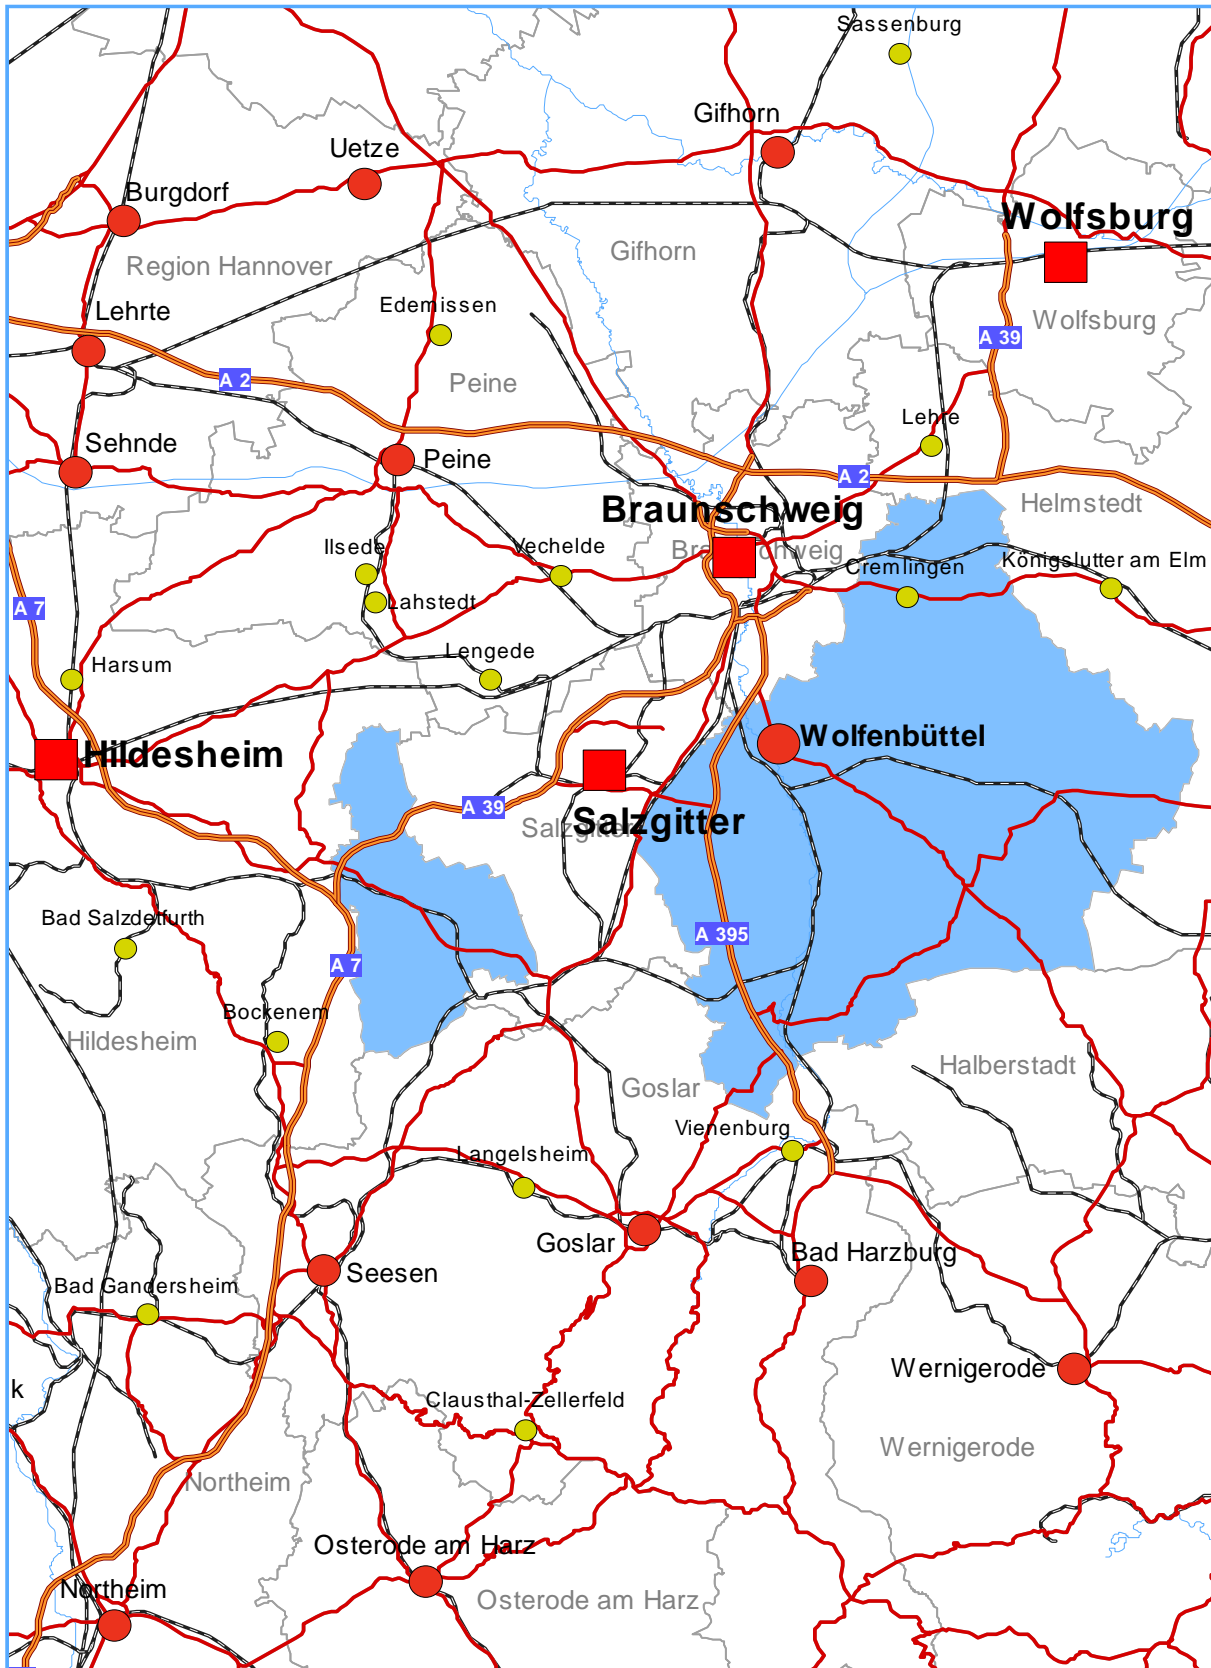 Sassenburg
Gifhorn
Uetze
Burgdorf
Wolfsburg
Gifhorn
Region Hannover
Edemissen
Lehrte
Wolfsburg
A 39
A 2
Peine
Lehre
Sehnde
Peine
A 2
Helmstedt
Braunschweig
Ilsede
Vechelde
Braunschweig
Königslutter am Elm
Cremlingen
A 7
Lahstedt
Lengede
Harsum
Wolfenbüttel
Hildesheim
A 39
Salzgitter
Salzgitter
Bad Salzdetfurth
A 395
A 7
Bockenem
Hildesheim
Halberstadt
Goslar
Vienenburg
Langelsheim
Goslar
Bad Harzburg
Seesen
Bad Gandersheim
Wernigerode
k
Clausthal-Zellerfeld
Wernigerode
Northeim
Osterode am Harz
Northeim
Osterode am Harz